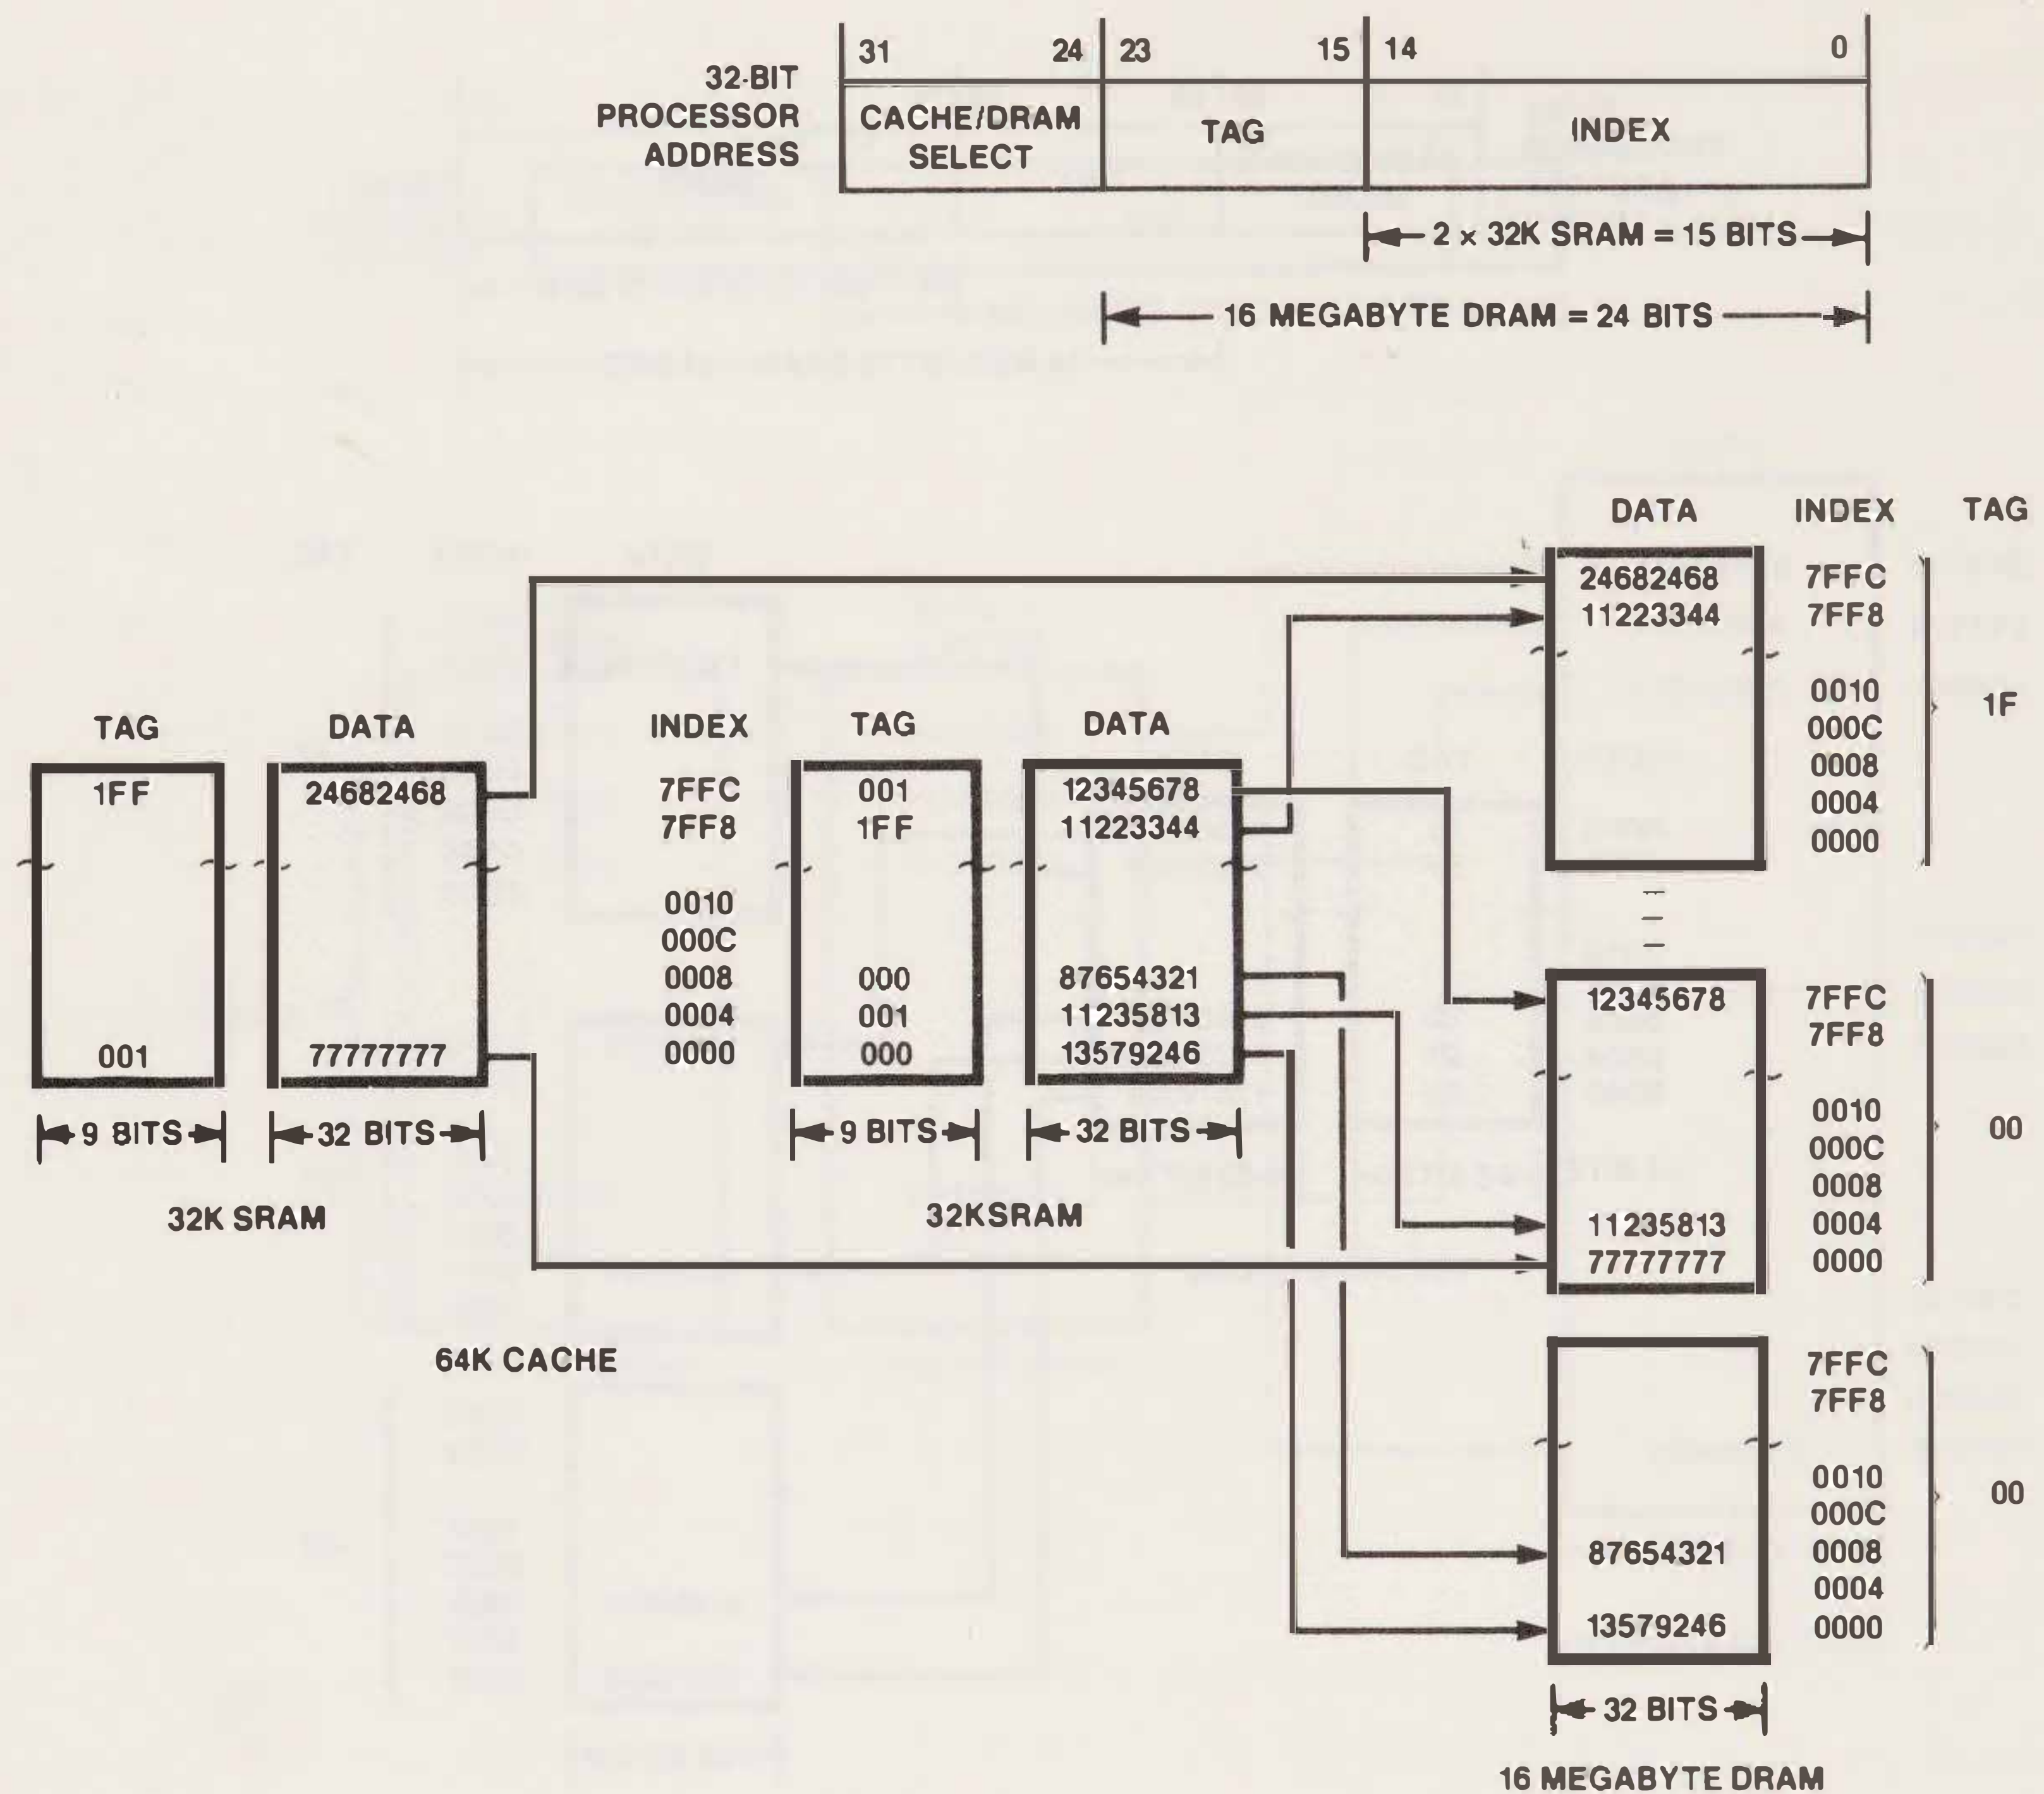 31 24 23 15 14 0
32-BIT
PROCESSOR
ADDRESS
CACHE/DRAM
SELECT
TAG
INDEX
2 x 32K SRAM = 15 BITS
16 MEGABYTE DRAM = 24 BITS
TAG
1FF
001
9 BITS
DATA
24682468
77777777
32 BITS
32K SRAM
INDEX
7FFC
7FF8
0010
000C
0008
0004
0000
TAG
001
1FF
000
001
000
9 BITS
DATA
12345678
11223344
87654321
11235813
13579246
32 BITS
32KSRAM
64K CACHE
DATA INDEX TAG
24682468 7FFC
11223344 7FF8
0010
1F
000C
0008
0004
0000
12345678 7FFC
7FF8
0010
00
000C
0008
11235813 0004
77777777 0000
7FFC
7FF8
0010
00
000C
87654321 0008
0004
13579246 0000
32 BITS
16 MEGABYTE DRAM